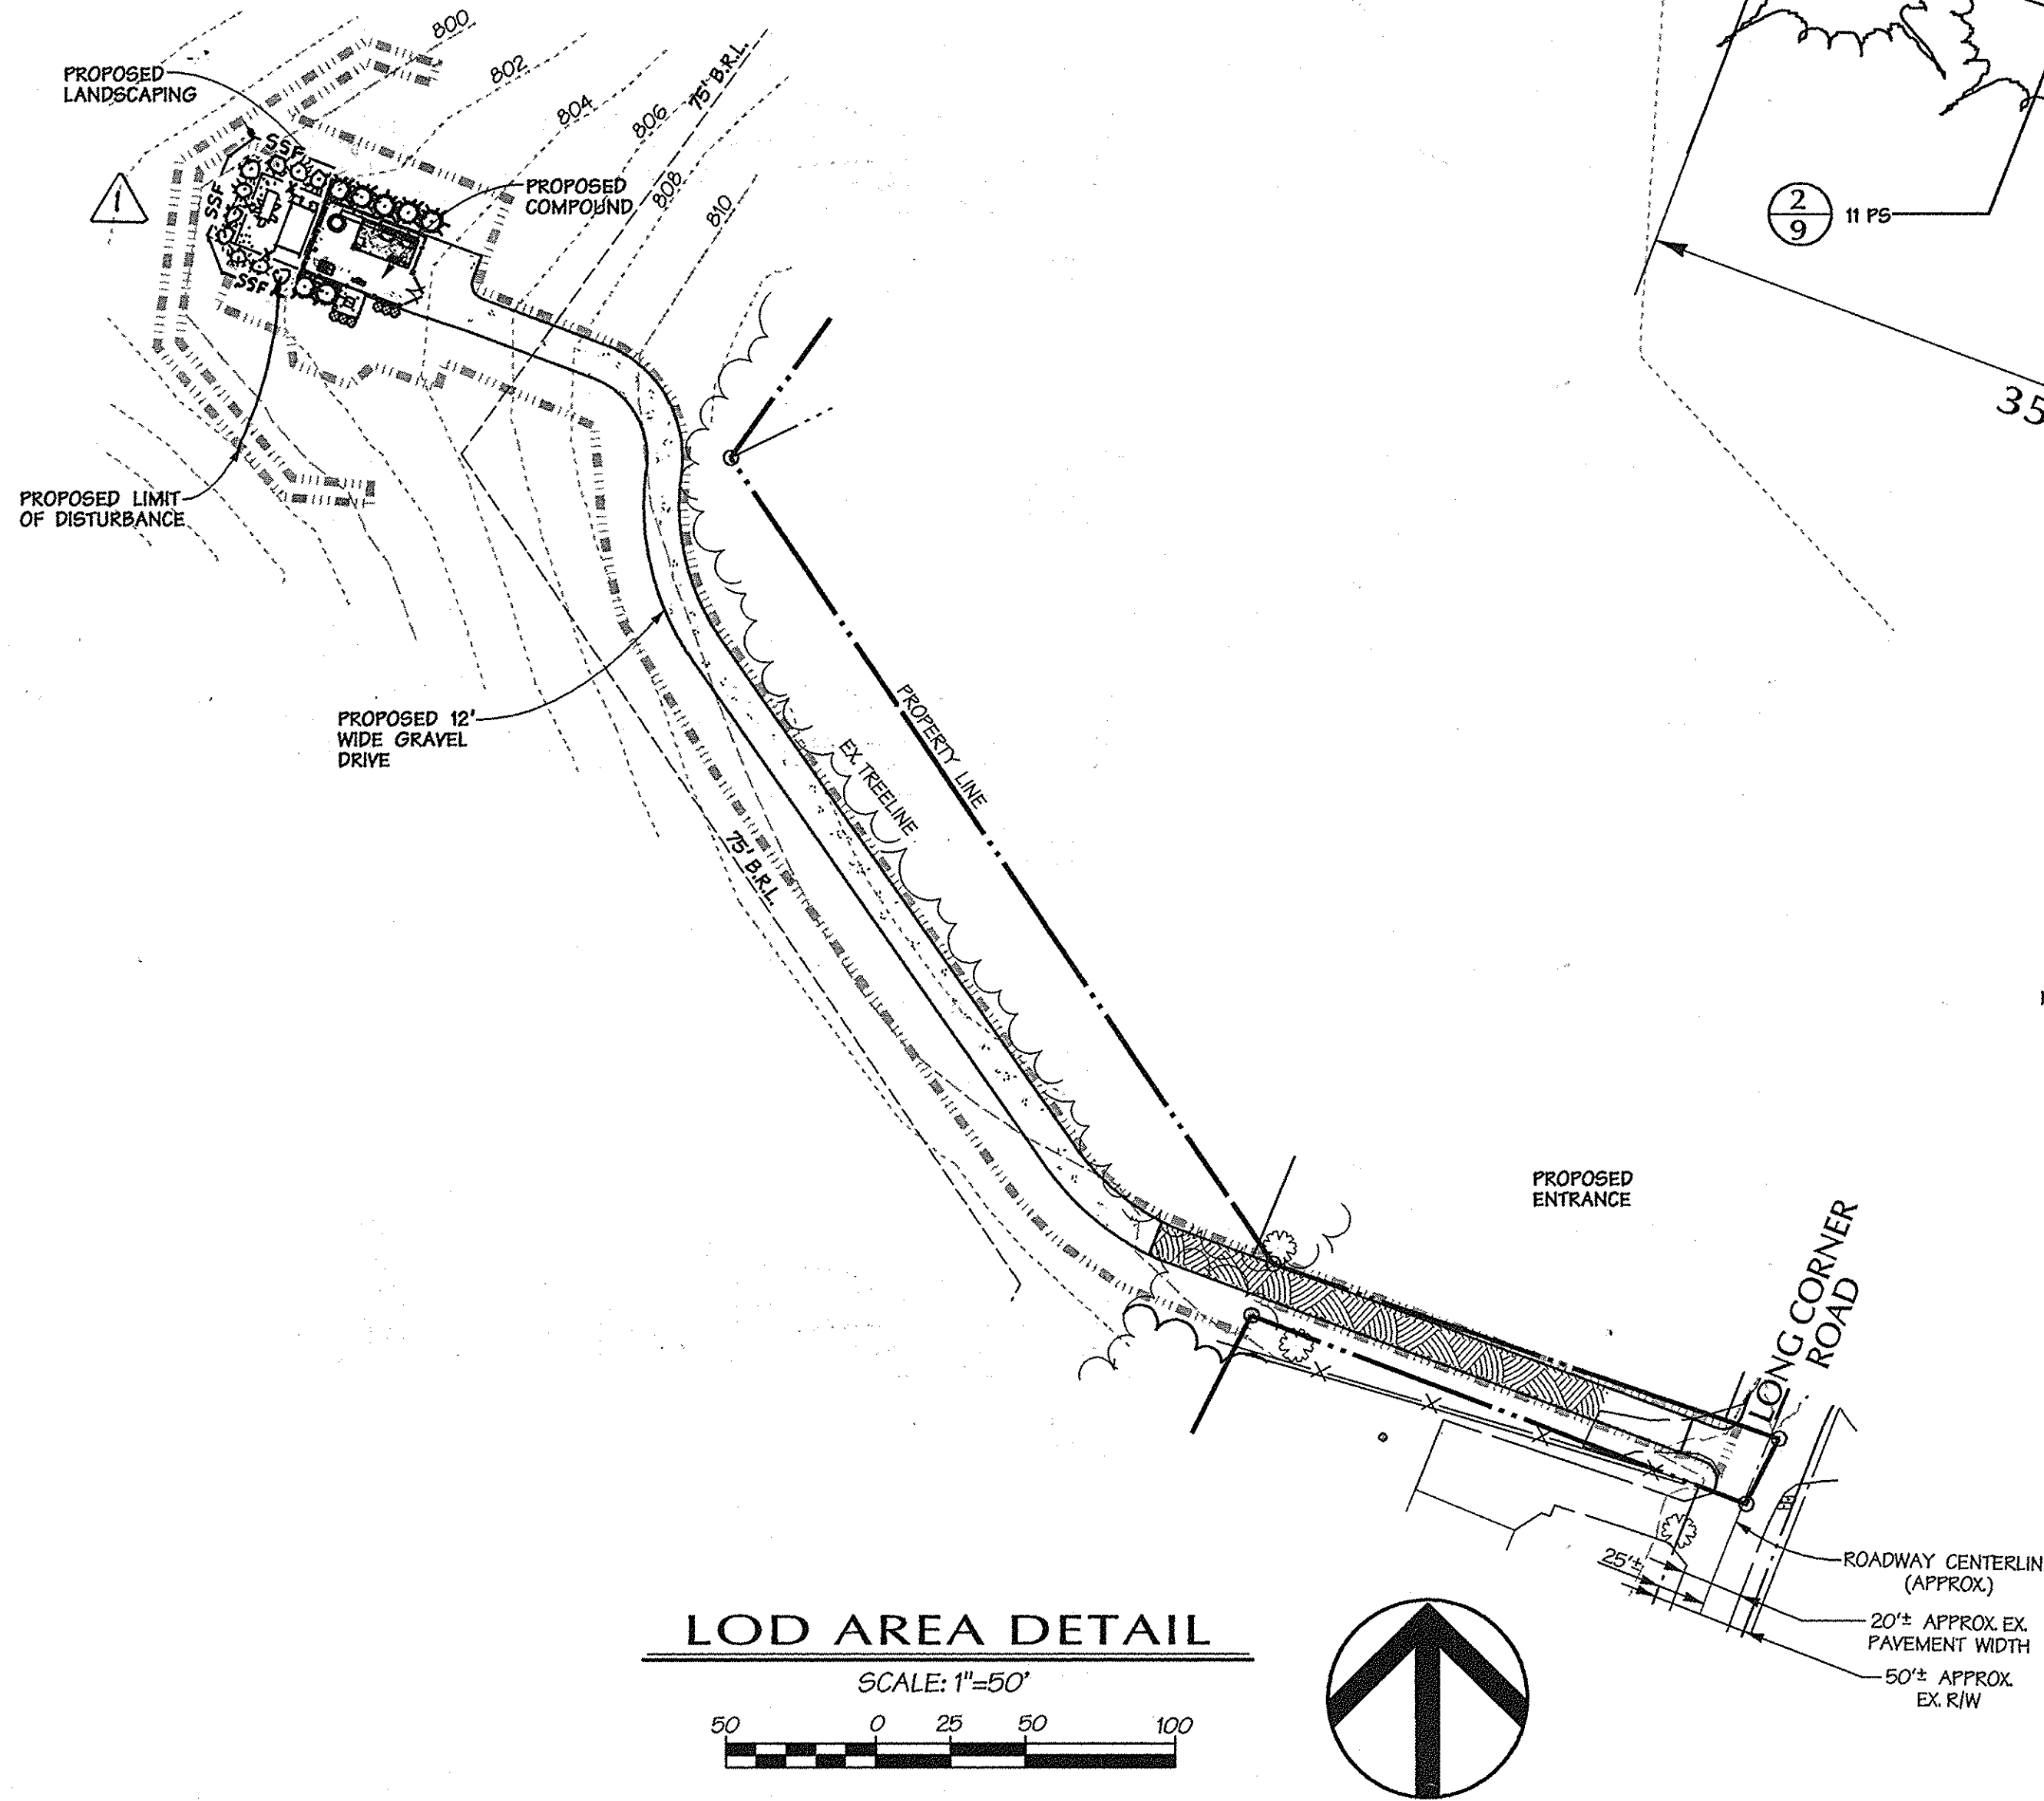 800
802
804
806
75' B.R.L.
808
810
PROPOSED
LANDSCAPING
PROPOSED
COMPOUND
SSF
SSF
SSF
1
2
9
11 PS
35
PROPOSED LIMIT
OF DISTURBANCE
PROPOSED 12'
WIDE GRAVEL
DRIVE
PROPERTY LINE
EX. TREELINE
75' B.R.L.
PROPOSED
ENTRANCE
LONG CORNER
ROAD
25'±
ROADWAY CENTERLIN
(APPROX.)
20'± APPROX. EX.
PAVEMENT WIDTH
50'± APPROX.
EX. R/W
LOD AREA DETAIL
SCALE: 1"=50'
50 0 25 50 100